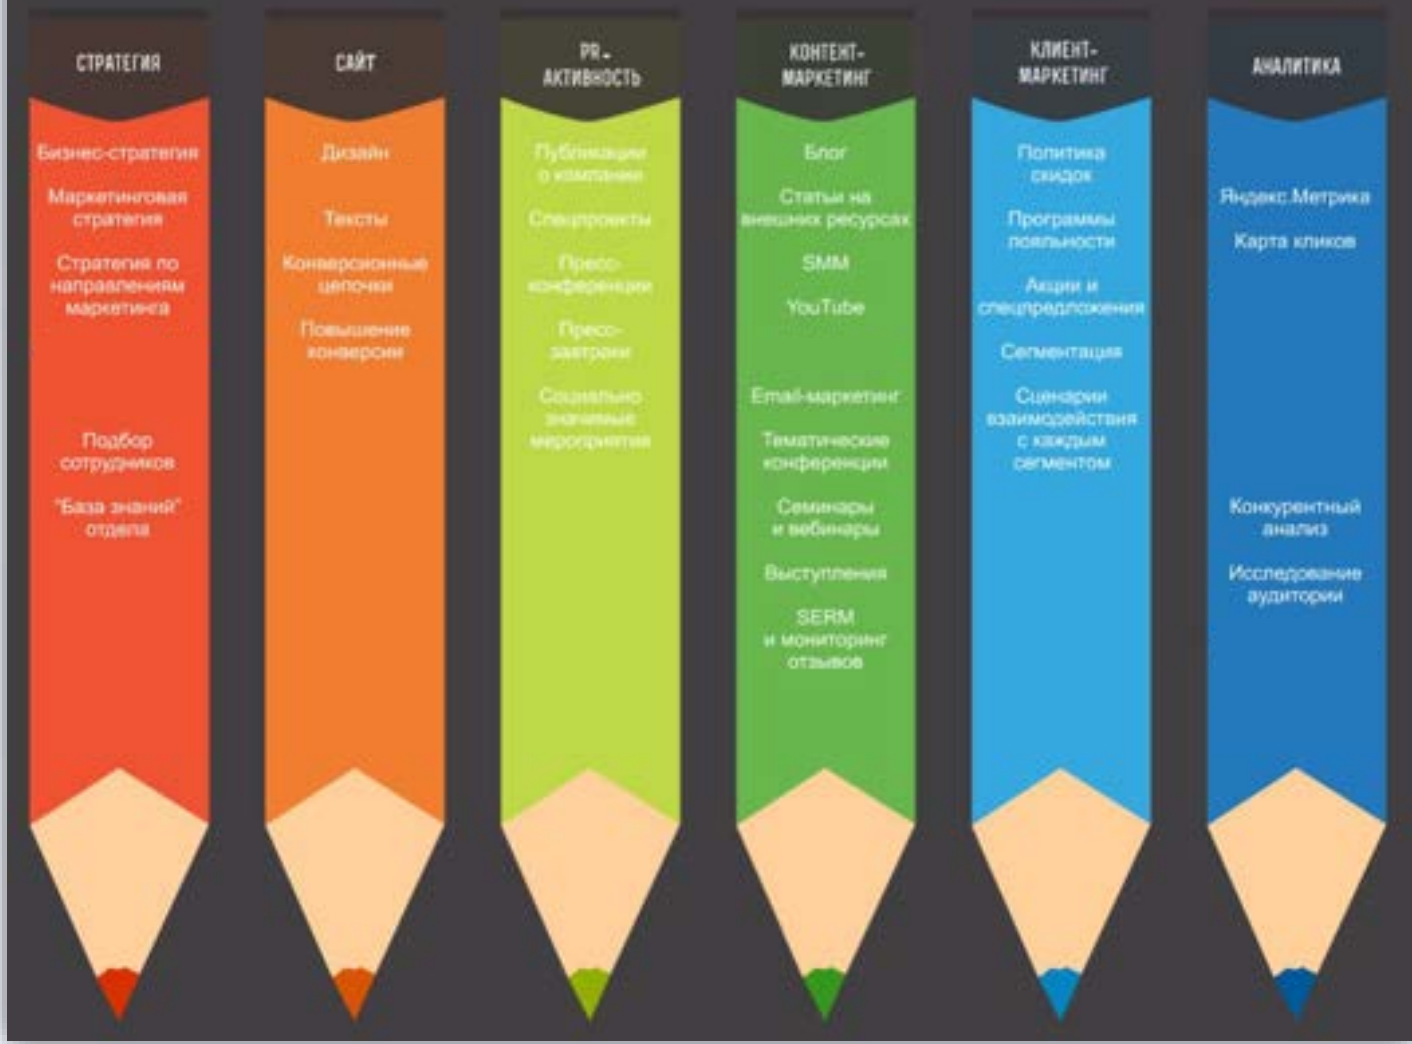 СТРАТЕГИЯ
Бизнес-стратегия
Маркетинговая
стратегия
Стратегия по
направлениям
маркетинга
Подбор
сотрудников
"База знаний"
отдела
САЙТ
Дизайн
Тексты
Конверсионные
цепочки
Повышение
конверсии
PR-
АКТИВНОСТЬ
Публикации
о компании
Спецпроекты
Пресс-
конференции
Пресс-
завтраки
Социально
значимые
мероприятия
КОНТЕНТ-
МАРКЕТИНГ
Блог
Статьи на
внешних ресурсах
SMM
YouTube
Email-маркетинг
Тематические
конференции
Семинары
и вебинары
Выступления
SERM
и мониторинг
отзывов
КЛИЕНТ-
МАРКЕТИНГ
Политика
скидок
Программы
лояльности
Акции и
спецпредложения
Сегментация
Сценарии
взаимодействия
с каждым
сегментом
АНАЛИТИКА
Яндекс.Метрика
Карта кликов
Конкурентный
анализ
Исследование
аудитории